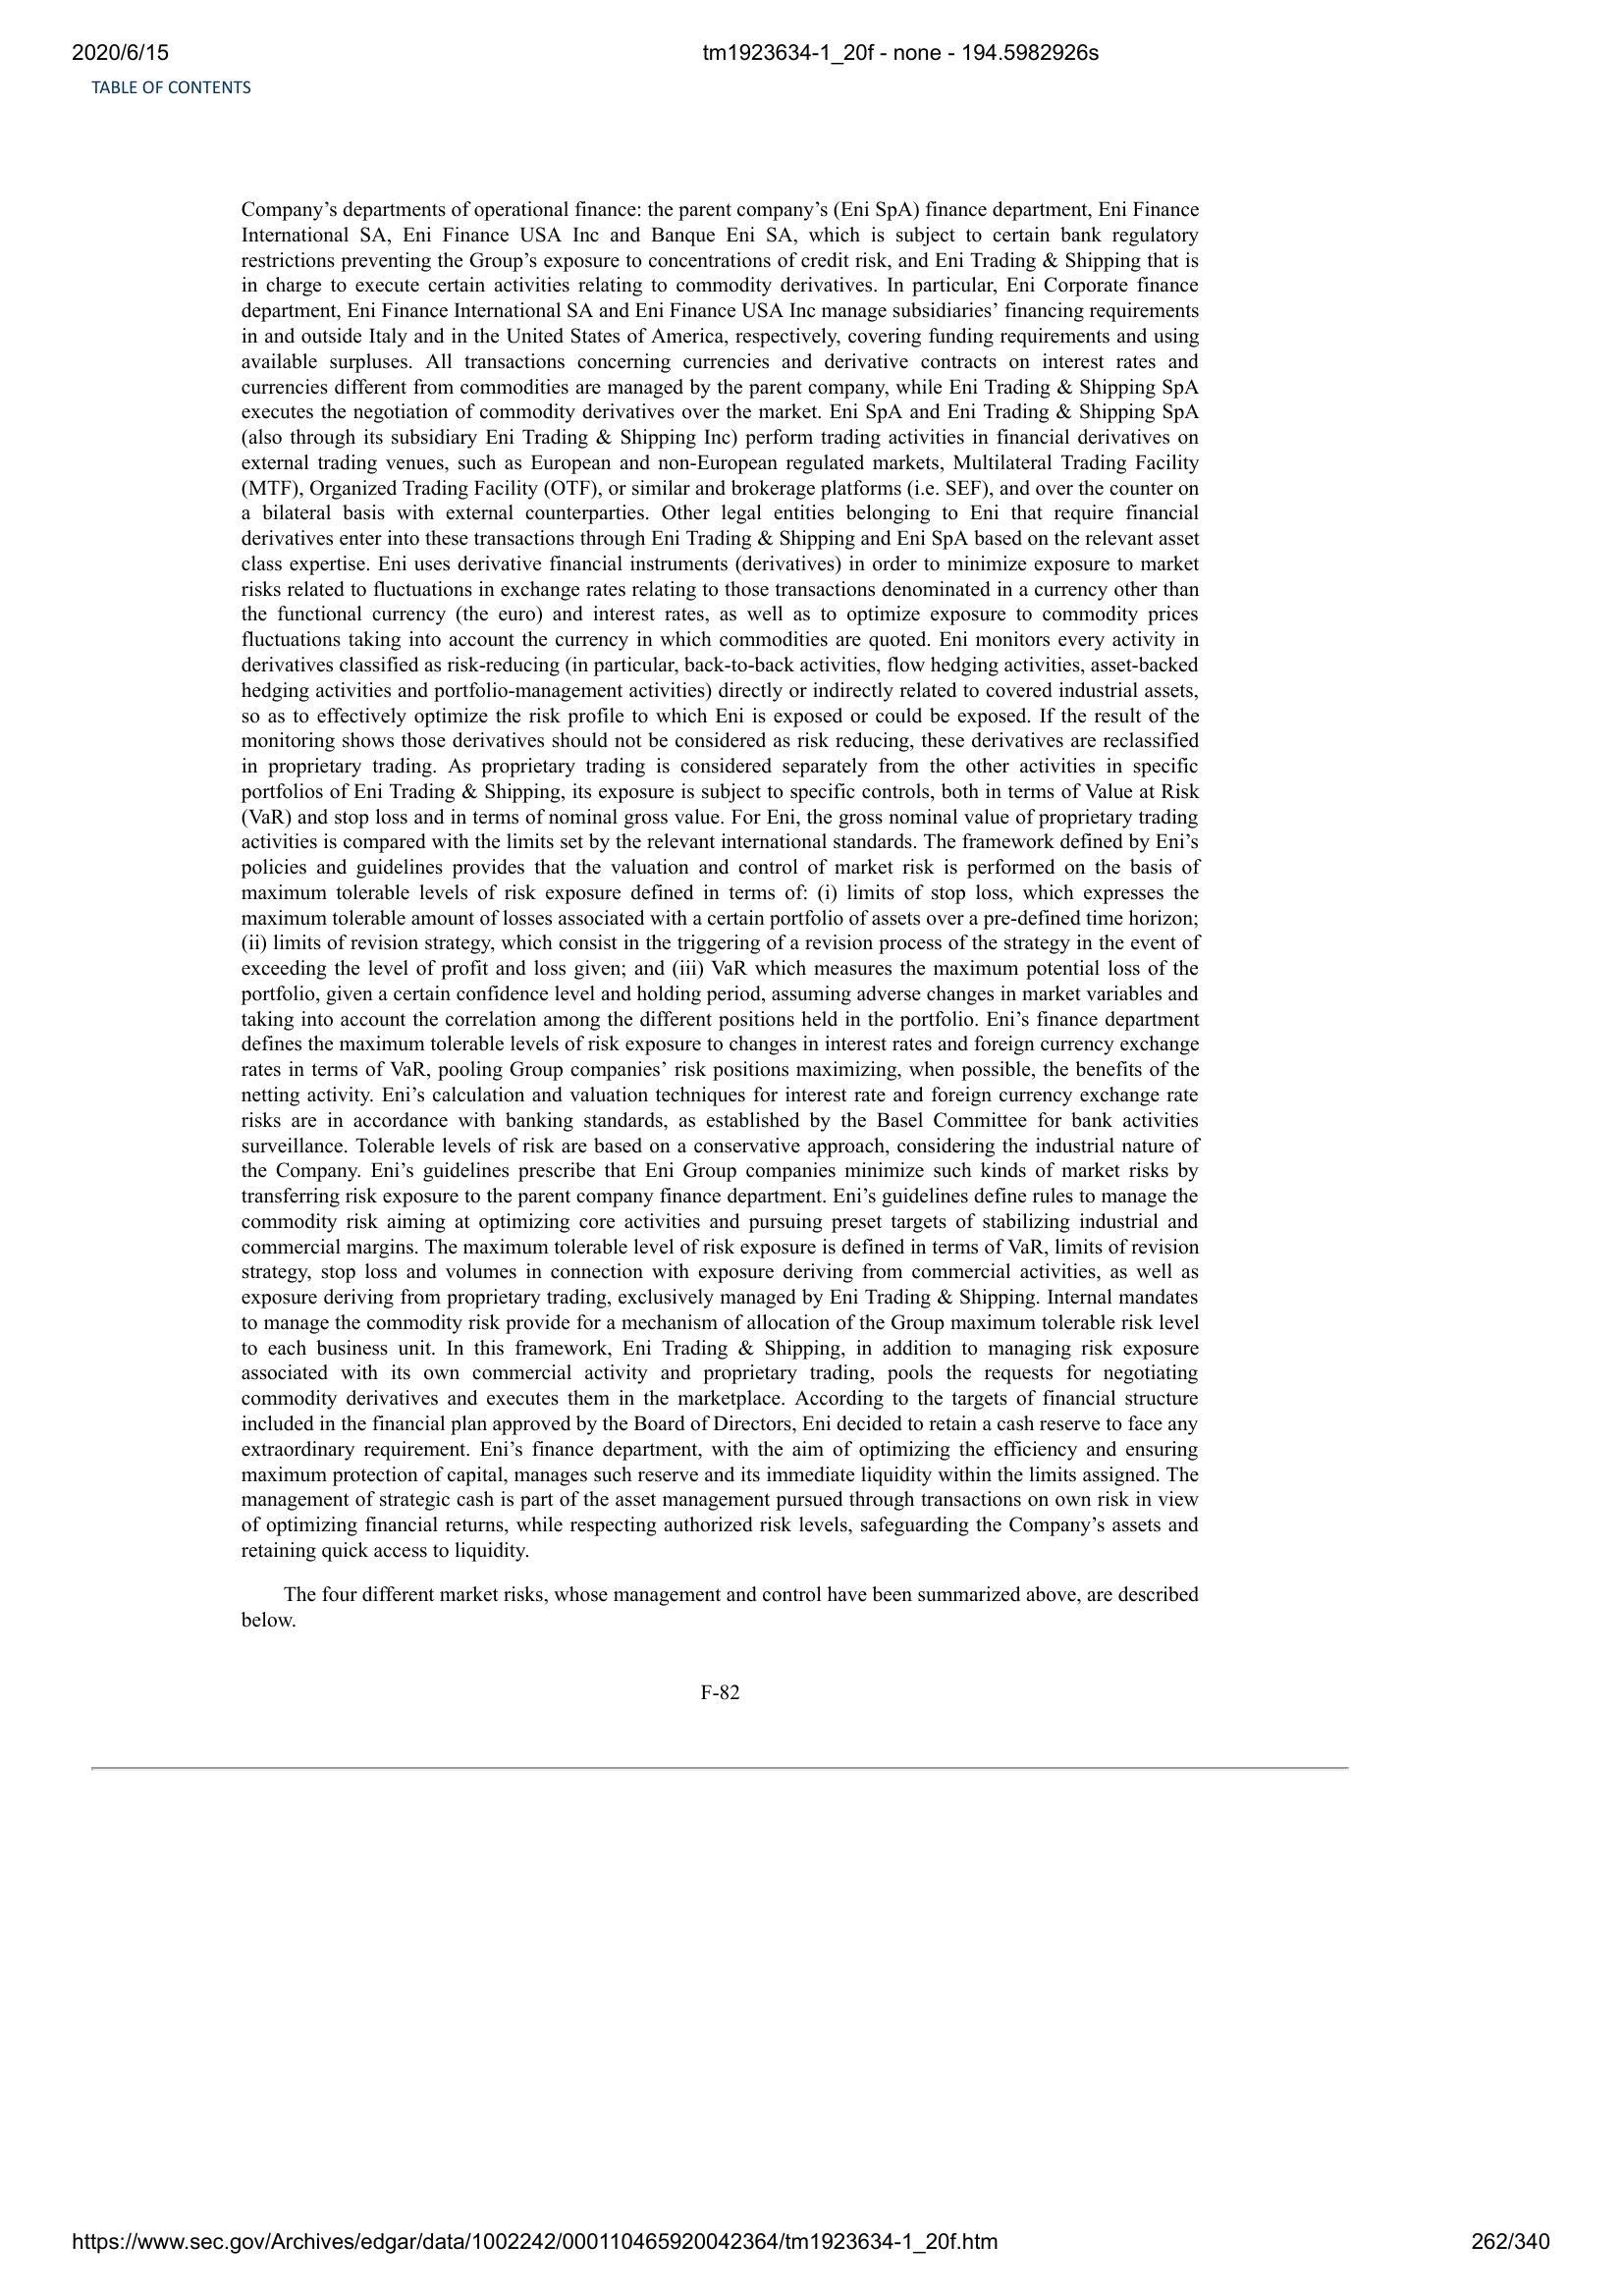 2020/6/15
tm1923634-1_20f - none - 194.5982926s
TABLE OF CONTENTS
Company’s departments of operational finance: the parent company’s (Eni SpA) finance department, Eni Finance
International SA, Eni Finance USA Inc and Banque Eni SA, which is subject to certain bank regulatory
restrictions preventing the Group’s exposure to concentrations of credit risk, and Eni Trading & Shipping that is
in charge to execute certain activities relating to commodity derivatives. In particular, Eni Corporate finance
department, Eni Finance International SA and Eni Finance USA Inc manage subsidiaries’ financing requirements
in and outside Italy and in the United States of America, respectively, covering funding requirements and using
available surpluses. All transactions concerning currencies and derivative contracts on interest rates and
currencies different from commodities are managed by the parent company, while Eni Trading & Shipping SpA
executes the negotiation of commodity derivatives over the market. Eni SpA and Eni Trading & Shipping SpA
(also through its subsidiary Eni Trading & Shipping Inc) perform trading activities in financial derivatives on
external trading venues, such as European and non-European regulated markets, Multilateral Trading Facility
(MTF), Organized Trading Facility (OTF), or similar and brokerage platforms (i.e. SEF), and over the counter on
a bilateral basis with external counterparties. Other legal entities belonging to Eni that require financial
derivatives enter into these transactions through Eni Trading & Shipping and Eni SpA based on the relevant asset
class expertise. Eni uses derivative financial instruments (derivatives) in order to minimize exposure to market
risks related to fluctuations in exchange rates relating to those transactions denominated in a currency other than
the functional currency (the euro) and interest rates, as well as to optimize exposure to commodity prices
fluctuations taking into account the currency in which commodities are quoted. Eni monitors every activity in
derivatives classified as risk-reducing (in particular, back-to-back activities, flow hedging activities, asset-backed
hedging activities and portfolio-management activities) directly or indirectly related to covered industrial assets,
so as to effectively optimize the risk profile to which Eni is exposed or could be exposed. If the result of the
monitoring shows those derivatives should not be considered as risk reducing, these derivatives are reclassified
in proprietary trading. As proprietary trading is considered separately from the other activities in specific
portfolios of Eni Trading & Shipping, its exposure is subject to specific controls, both in terms of Value at Risk
(VaR) and stop loss and in terms of nominal gross value. For Eni, the gross nominal value of proprietary trading
activities is compared with the limits set by the relevant international standards. The framework defined by Eni’s
policies and guidelines provides that the valuation and control of market risk is performed on the basis of
maximum tolerable levels of risk exposure defined in terms of: (i) limits of stop loss, which expresses the
maximum tolerable amount of losses associated with a certain portfolio of assets over a pre-defined time horizon;
(ii) limits of revision strategy, which consist in the triggering of a revision process of the strategy in the event of
exceeding the level of profit and loss given; and (iii) VaR which measures the maximum potential loss of the
portfolio, given a certain confidence level and holding period, assuming adverse changes in market variables and
taking into account the correlation among the different positions held in the portfolio. Eni’s finance department
defines the maximum tolerable levels of risk exposure to changes in interest rates and foreign currency exchange
rates in terms of VaR, pooling Group companies’ risk positions maximizing, when possible, the benefits of the
netting activity. Eni’s calculation and valuation techniques for interest rate and foreign currency exchange rate
risks are in accordance with banking standards, as established by the Basel Committee for bank activities
surveillance. Tolerable levels of risk are based on a conservative approach, considering the industrial nature of
the Company. Eni’s guidelines prescribe that Eni Group companies minimize such kinds of market risks by
transferring risk exposure to the parent company finance department. Eni’s guidelines define rules to manage the
commodity risk aiming at optimizing core activities and pursuing preset targets of stabilizing industrial and
commercial margins. The maximum tolerable level of risk exposure is defined in terms of VaR, limits of revision
strategy, stop loss and volumes in connection with exposure deriving from commercial activities, as well as
exposure deriving from proprietary trading, exclusively managed by Eni Trading & Shipping. Internal mandates
to manage the commodity risk provide for a mechanism of allocation of the Group maximum tolerable risk level
to each business unit. In this framework, Eni Trading & Shipping, in addition to managing risk exposure
associated with its own commercial activity and proprietary trading, pools the requests for negotiating
commodity derivatives and executes them in the marketplace. According to the targets of financial structure
included in the financial plan approved by the Board of Directors, Eni decided to retain a cash reserve to face any
extraordinary requirement. Eni’s finance department, with the aim of optimizing the efficiency and ensuring
maximum protection of capital, manages such reserve and its immediate liquidity within the limits assigned. The
management of strategic cash is part of the asset management pursued through transactions on own risk in view
of optimizing financial returns, while respecting authorized risk levels, safeguarding the Company’s assets and
retaining quick access to liquidity.
The four different market risks, whose management and control have been summarized above, are described
below.
F-82
https://www.sec.gov/Archives/edgar/data/1002242/000110465920042364/tm1923634-1_20f.htm
262/340